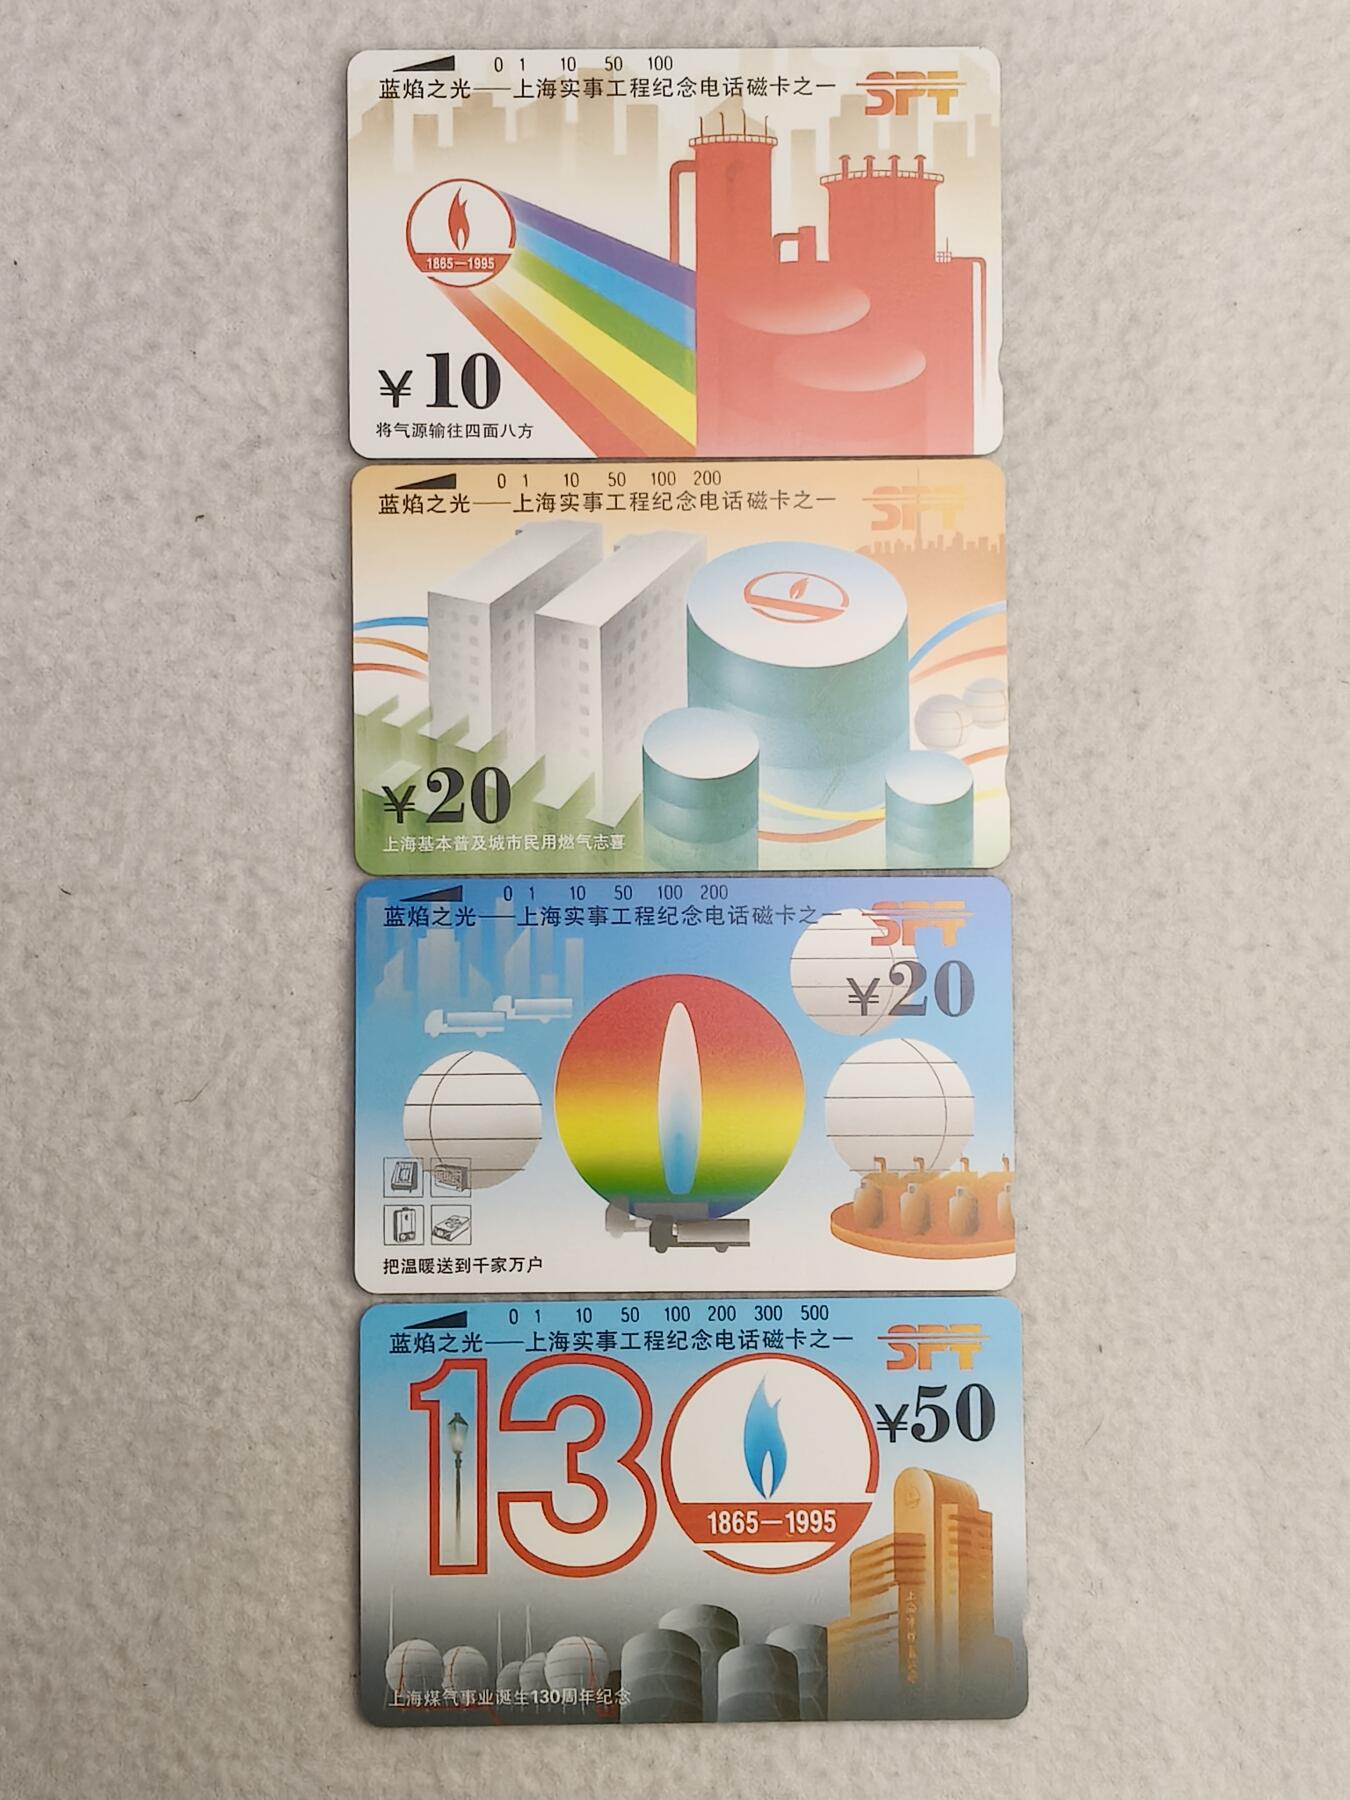 0 1 10 50 100
蓝焰之光——上海实事工程纪念电话磁卡之一
SPT
1865—1995
¥10
将气源输往四面八方
0 1 10 50 100 200
蓝焰之光——上海实事工程纪念电话磁卡之一
SPT
¥20
上海基本普及城市民用燃气志喜
0 1 10 50 100 200
蓝焰之光——上海实事工程纪念电话磁卡之一
SPT
¥20
把温暖送到千家万户
0 1 10 50 100 200 300 500
蓝焰之光——上海实事工程纪念电话磁卡之一
SPT
130
¥50
1865—1995
上海煤气事业诞生130周年纪念